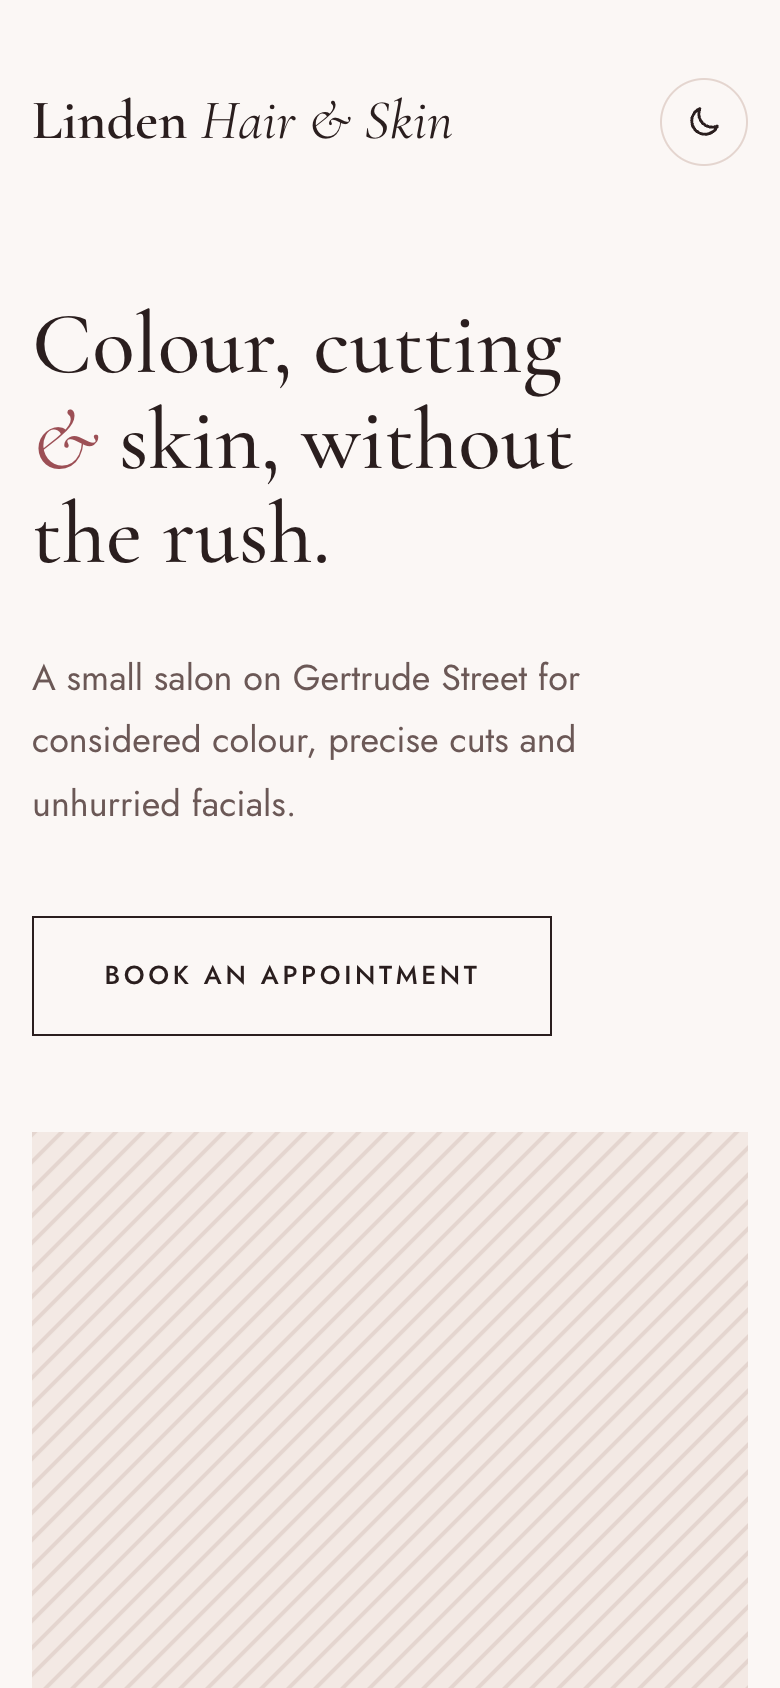 Linden Hair & Skin
Colour, cutting
& skin, without
the rush.
A small salon on Gertrude Street for
considered colour, precise cuts and
unhurried facials.
BOOK AN APPOINTMENT